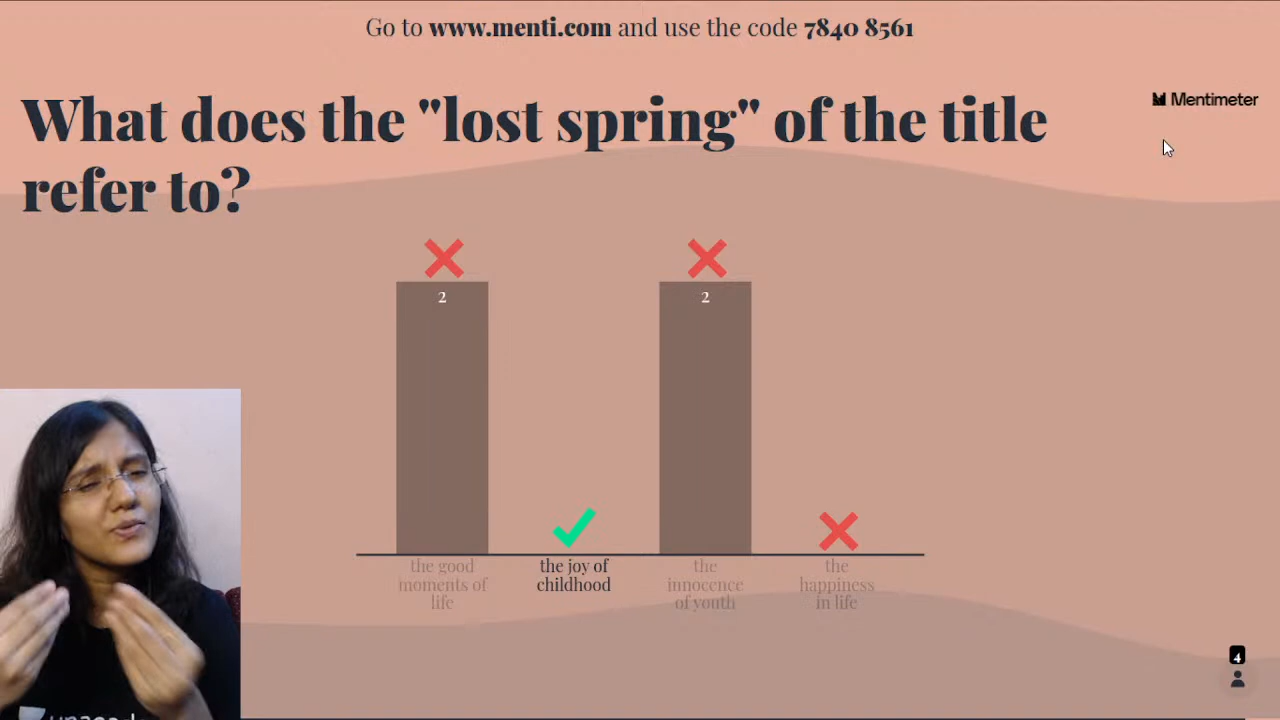 Go to www.menti.com and use the code 7840 8561
What does the "lost spring" of the title
refer to?
Mentimeter
2
2
the good
moments of
life
the joy of
childhood
the
innocence
of youth
the
happiness
in life
4